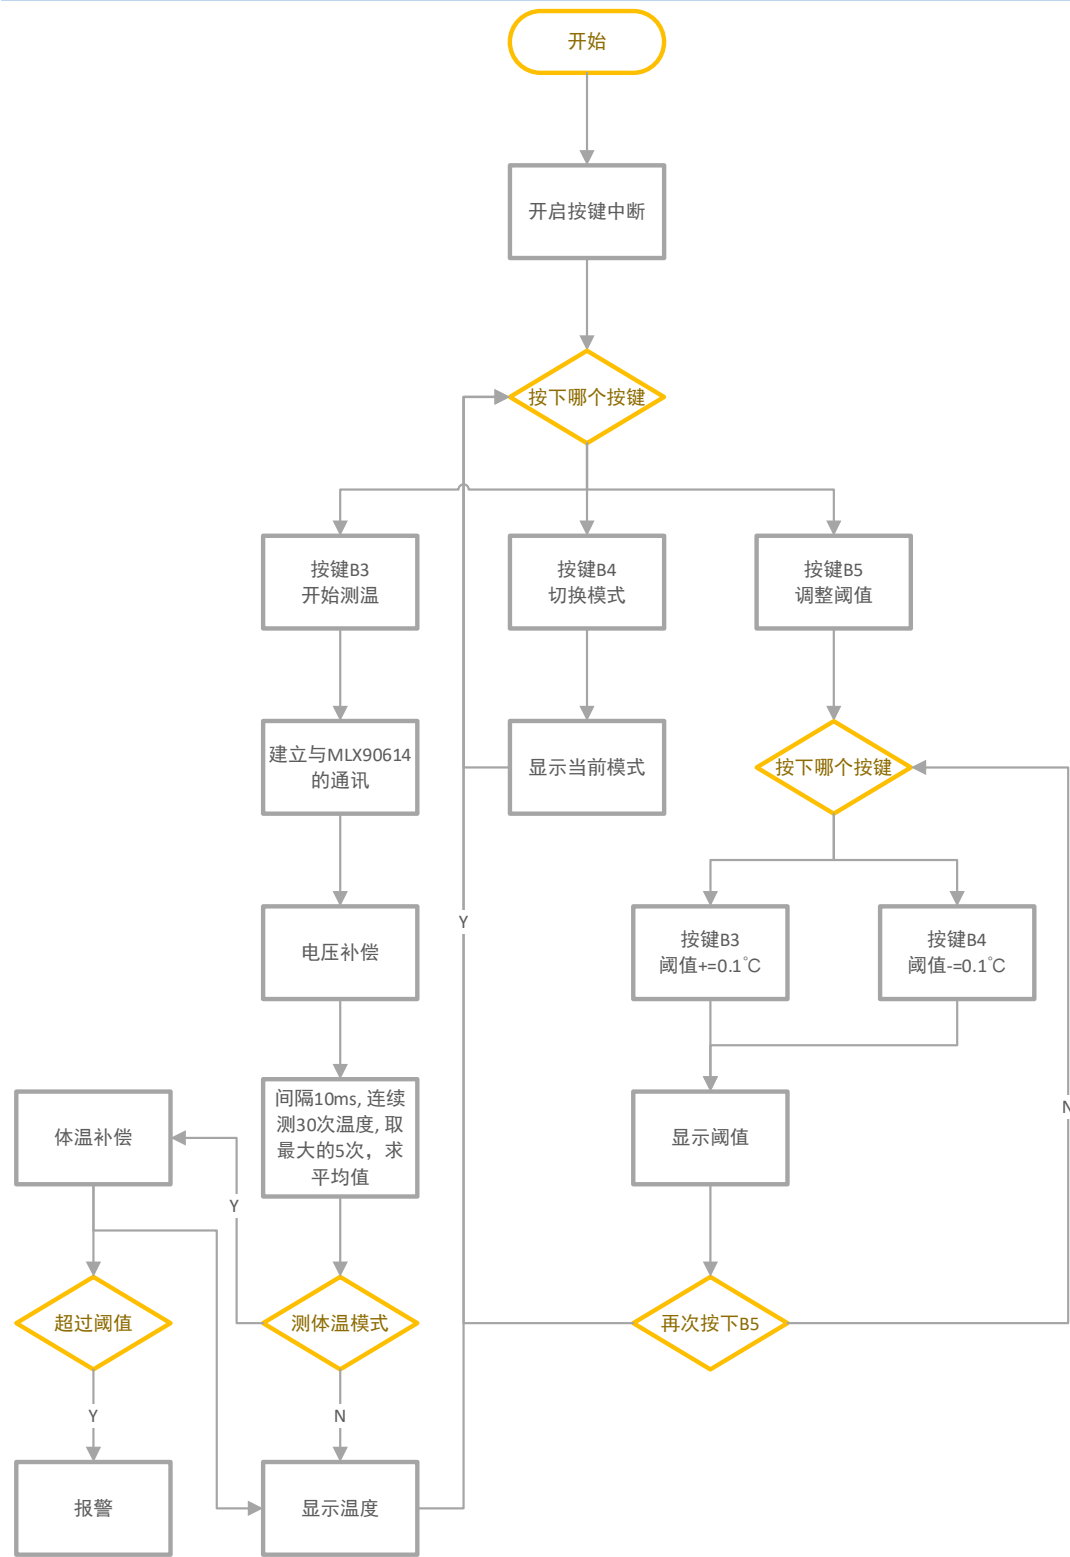 开始
开启按键中断
按下哪个按键
按键B3
开始测温
按键B4
切换模式
按键B5
调整阈值
建立与MLX90614
的通讯
显示当前模式
按下哪个按键
电压补偿
Y
按键B3
阈值+=0.1℃
按键B4
阈值-=0.1℃
间隔10ms, 连续
测30次温度, 取
最大的5次，求
平均值
体温补偿
显示阈值
N
Y
超过阈值
测体温模式
再次按下B5
Y
N
报警
显示温度